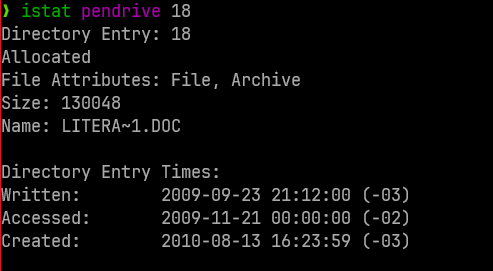 ❯ istat pendrive 18
Directory Entry: 18
Allocated
File Attributes: File, Archive
Size: 130048
Name: LITERA~1.DOC

Directory Entry Times:
Written:        2009-09-23 21:12:00 (-03)
Accessed:       2009-11-21 00:00:00 (-02)
Created:        2010-08-13 16:23:59 (-03)